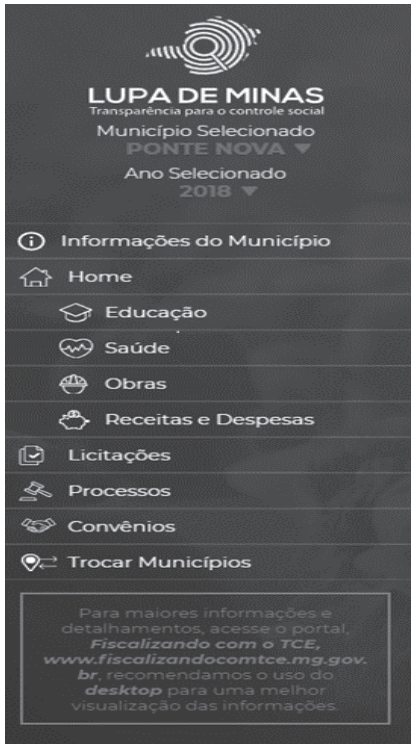 LUPA DE MINAS
Transparência para o controle social
Município Selecionado
PONTE NOVA
Ano Selecionado
2018
Informações do Município
Home
Educação
Saúde
Obras
Receitas e Despesas
Licitações
Processos
Convênios
Trocar Municípios
Para maiores informações e
detalhamentos, acesse o portal,
Fiscalizando com o TCE,
www.fiscalizandocomtce.mg.gov.
br, recomendamos o uso do
desktop para uma melhor
visualização das informações.